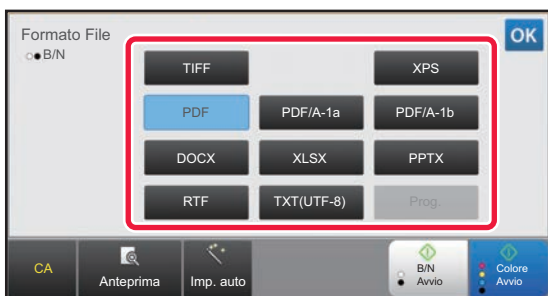 Formato File
OK
B/N
TIFF
XPS
PDF
PDF/A-1a
PDF/A-1b
DOCX
XLSX
PPTX
RTF
TXT(UTF-8)
Prog.
CA
Anteprima
Imp. auto
B/N
Avvio
Colore
Avvio